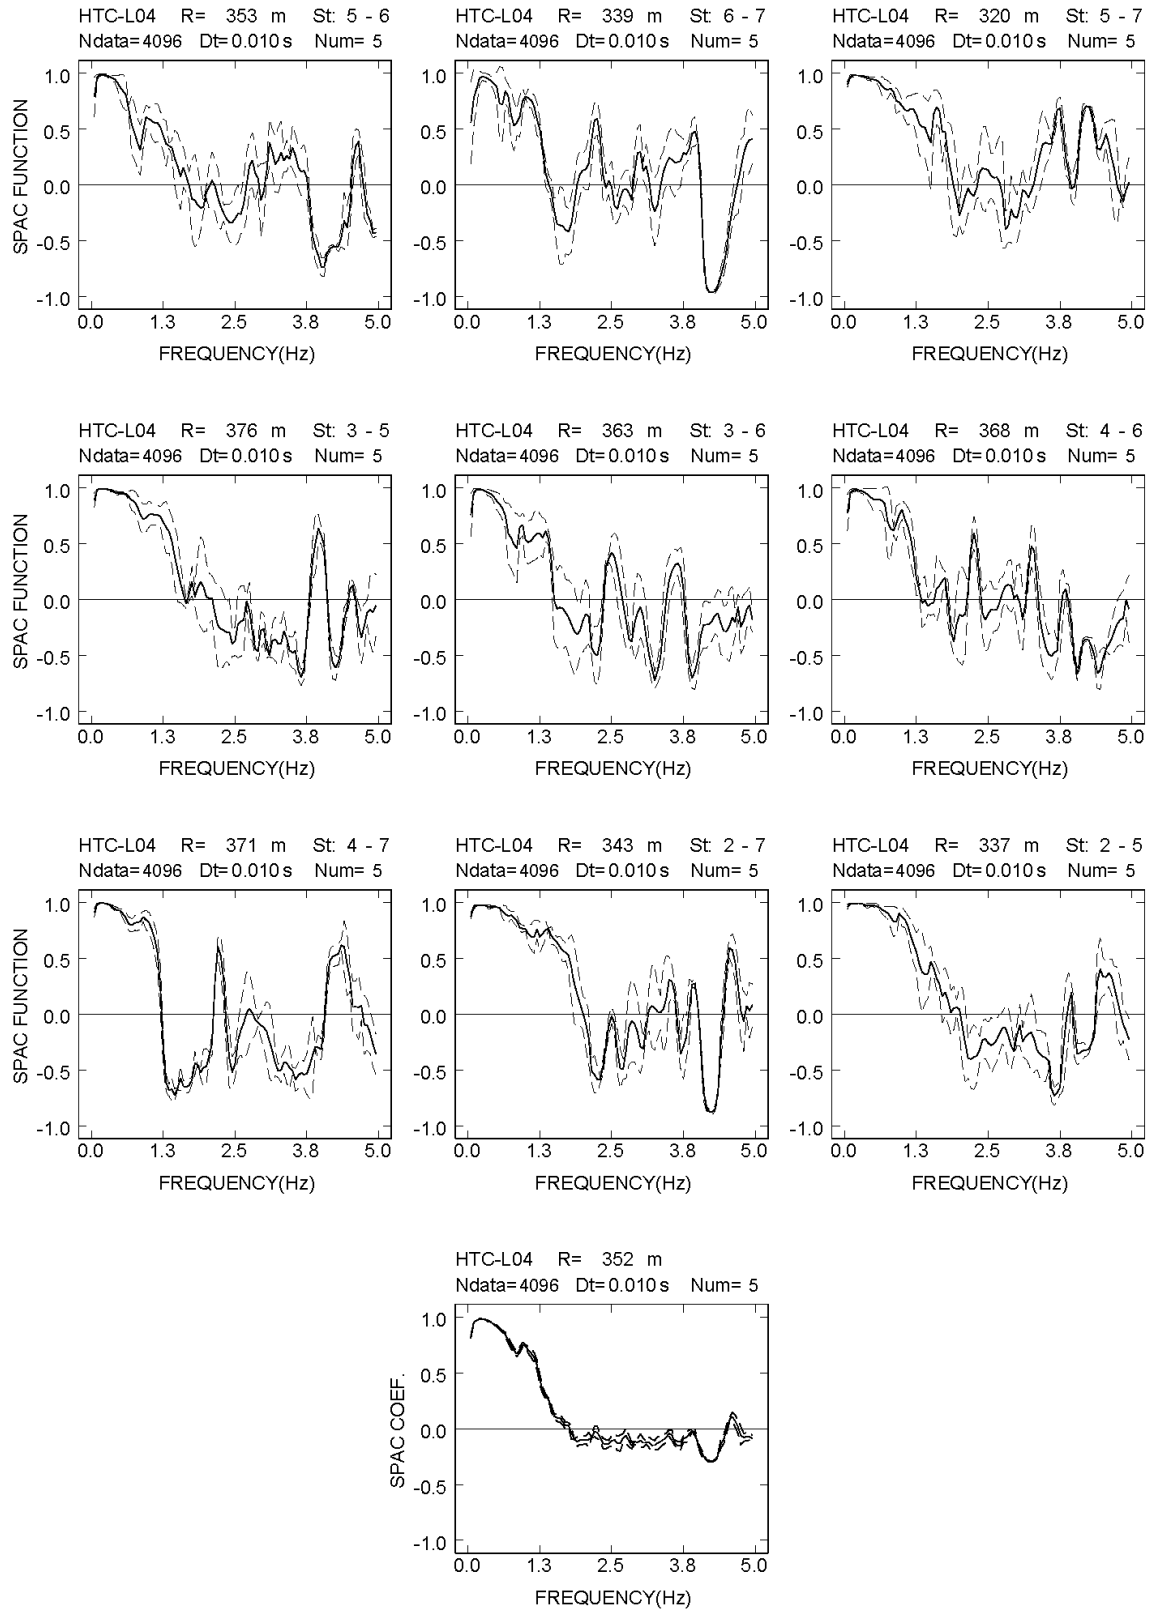 HTC-L04 R= 353 m St: 5 - 6
Ndata=4096 Dt=0.010 s Num= 5
SPAC FUNCTION
1.0
0.5
0.0
-0.5
-1.0
0.0 1.3 2.5 3.8 5.0
FREQUENCY(Hz)
HTC-L04 R= 339 m St: 6 - 7
Ndata=4096 Dt=0.010 s Num= 5
1.0
0.5
0.0
-0.5
-1.0
0.0 1.3 2.5 3.8 5.0
FREQUENCY(Hz)
HTC-L04 R= 320 m St: 5 - 7
Ndata=4096 Dt=0.010 s Num= 5
1.0
0.5
0.0
-0.5
-1.0
0.0 1.3 2.5 3.8 5.0
FREQUENCY(Hz)
HTC-L04 R= 376 m St: 3 - 5
Ndata=4096 Dt=0.010 s Num= 5
SPAC FUNCTION
1.0
0.5
0.0
-0.5
-1.0
0.0 1.3 2.5 3.8 5.0
FREQUENCY(Hz)
HTC-L04 R= 363 m St: 3 - 6
Ndata=4096 Dt=0.010 s Num= 5
1.0
0.5
0.0
-0.5
-1.0
0.0 1.3 2.5 3.8 5.0
FREQUENCY(Hz)
HTC-L04 R= 368 m St: 4 - 6
Ndata=4096 Dt=0.010 s Num= 5
1.0
0.5
0.0
-0.5
-1.0
0.0 1.3 2.5 3.8 5.0
FREQUENCY(Hz)
HTC-L04 R= 371 m St: 4 - 7
Ndata=4096 Dt=0.010 s Num= 5
SPAC FUNCTION
1.0
0.5
0.0
-0.5
-1.0
0.0 1.3 2.5 3.8 5.0
FREQUENCY(Hz)
HTC-L04 R= 343 m St: 2 - 7
Ndata=4096 Dt=0.010 s Num= 5
1.0
0.5
0.0
-0.5
-1.0
0.0 1.3 2.5 3.8 5.0
FREQUENCY(Hz)
HTC-L04 R= 337 m St: 2 - 5
Ndata=4096 Dt=0.010 s Num= 5
1.0
0.5
0.0
-0.5
-1.0
0.0 1.3 2.5 3.8 5.0
FREQUENCY(Hz)
HTC-L04 R= 352 m
Ndata=4096 Dt=0.010 s Num= 5
SPAC COEF.
1.0
0.5
0.0
-0.5
-1.0
0.0 1.3 2.5 3.8 5.0
FREQUENCY(Hz)